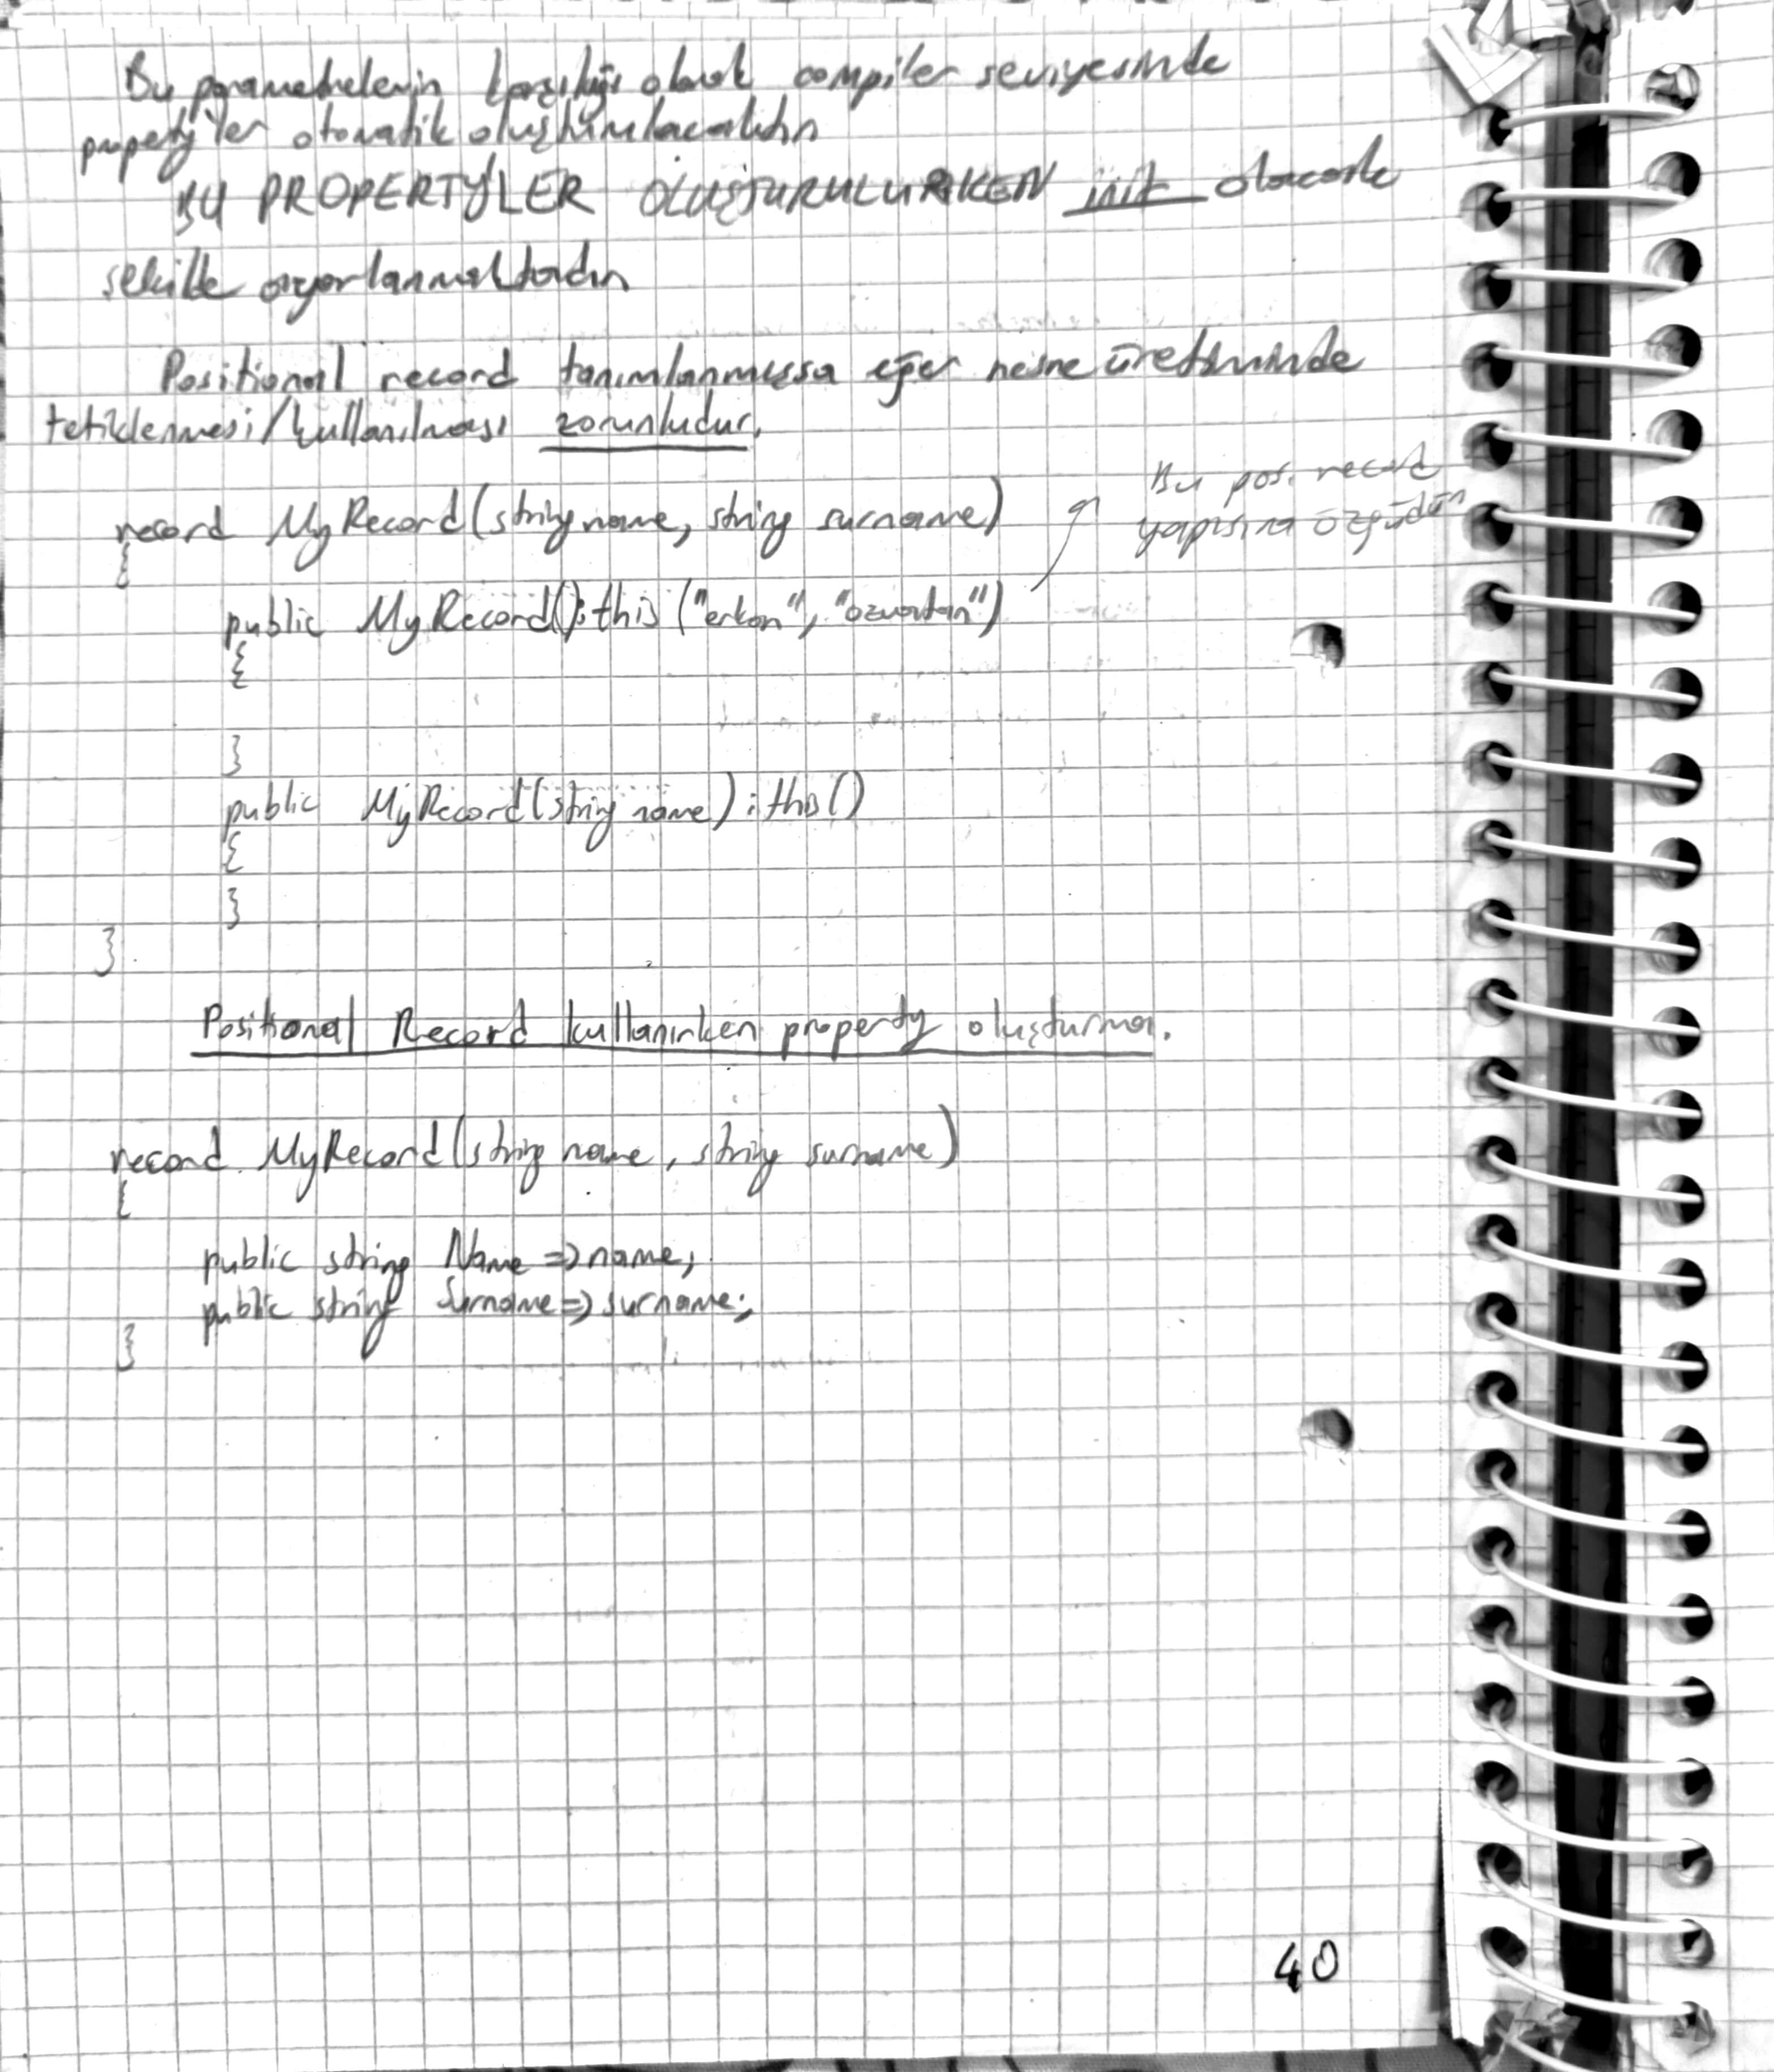 Bu parametrelerin karşılığı olarak compiler seviyesinde
propertyler otomatik oluşturulacaktır
BU PROPERTYLER OLUŞTURULURKEN init olacak
şekilde ayarlanmaktadır
Positional record tanımlanmışsa eğer nesne üretiminde
tetiklenmesi/kullanılması zorunludur.
record MyRecord(string name, string surname)
Bu pos. record
yapısına özgüdür
{
public MyRecord():this("erkan", "ozvatan")
{
}
public MyRecord(string name):this()
{
}
}
Positional Record kullanırken property oluşturma.
record MyRecord(string name, string surname)
{
public string Name => name;
public string Surname => surname;
}
40